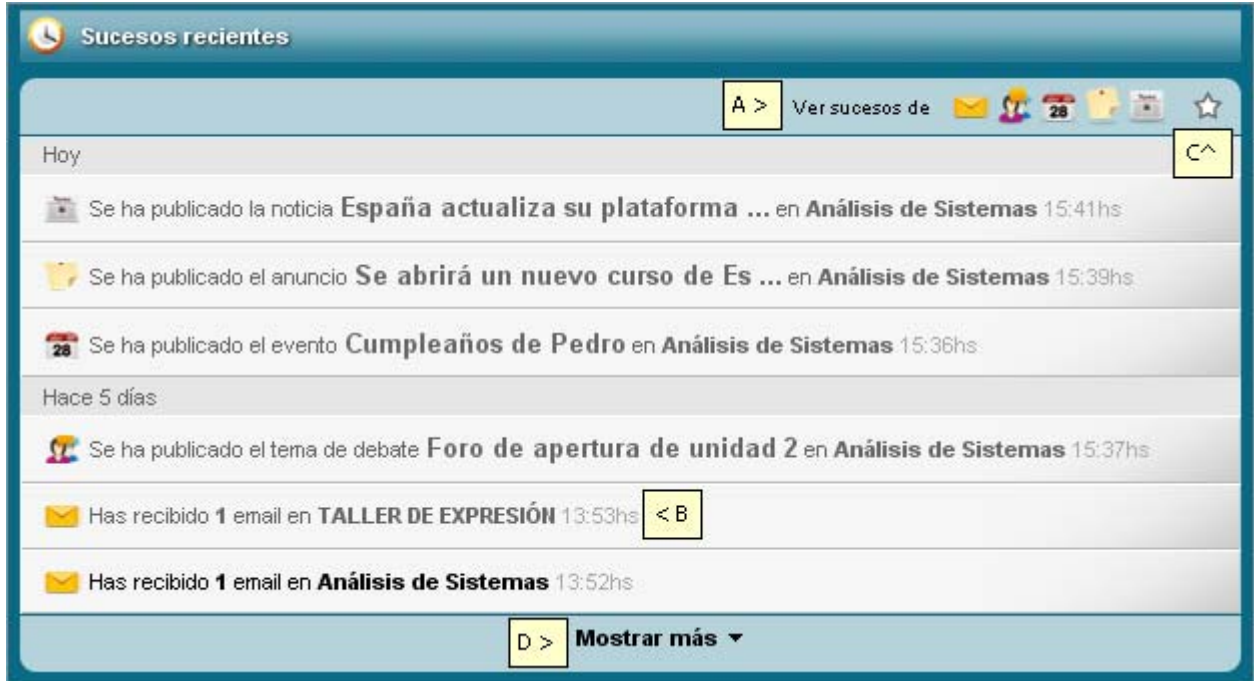 Sucesos recientes
A > Ver sucesos de 28
C^
Hoy
Se ha publicado la noticia España actualiza su plataforma ... en Análisis de Sistemas 15:41hs
Se ha publicado el anuncio Se abrirá un nuevo curso de Es ... en Análisis de Sistemas 15:39hs
28 Se ha publicado el evento Cumpleaños de Pedro en Análisis de Sistemas 15:36hs
Hace 5 días
Se ha publicado el tema de debate Foro de apertura de unidad 2 en Análisis de Sistemas 15:37hs
Has recibido 1 email en TALLER DE EXPRESIÓN 13:53hs < B
Has recibido 1 email en Análisis de Sistemas 13:52hs
D > Mostrar más